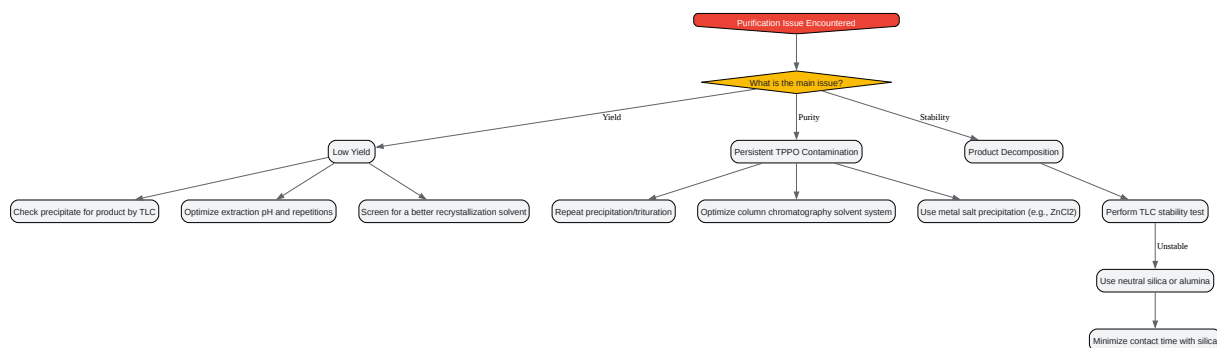 Purification Issue Encountered
What is the main issue?
Yield
Purity
Stability
Low Yield
Persistent TPPO Contamination
Product Decomposition
Check precipitate for product by TLC
Optimize extraction pH and repetitions
Screen for a better recrystallization solvent
Repeat precipitation/trituration
Optimize column chromatography solvent system
Use metal salt precipitation (e.g., ZnCl2)
Perform TLC stability test
Unstable
Use neutral silica or alumina
Minimize contact time with silica